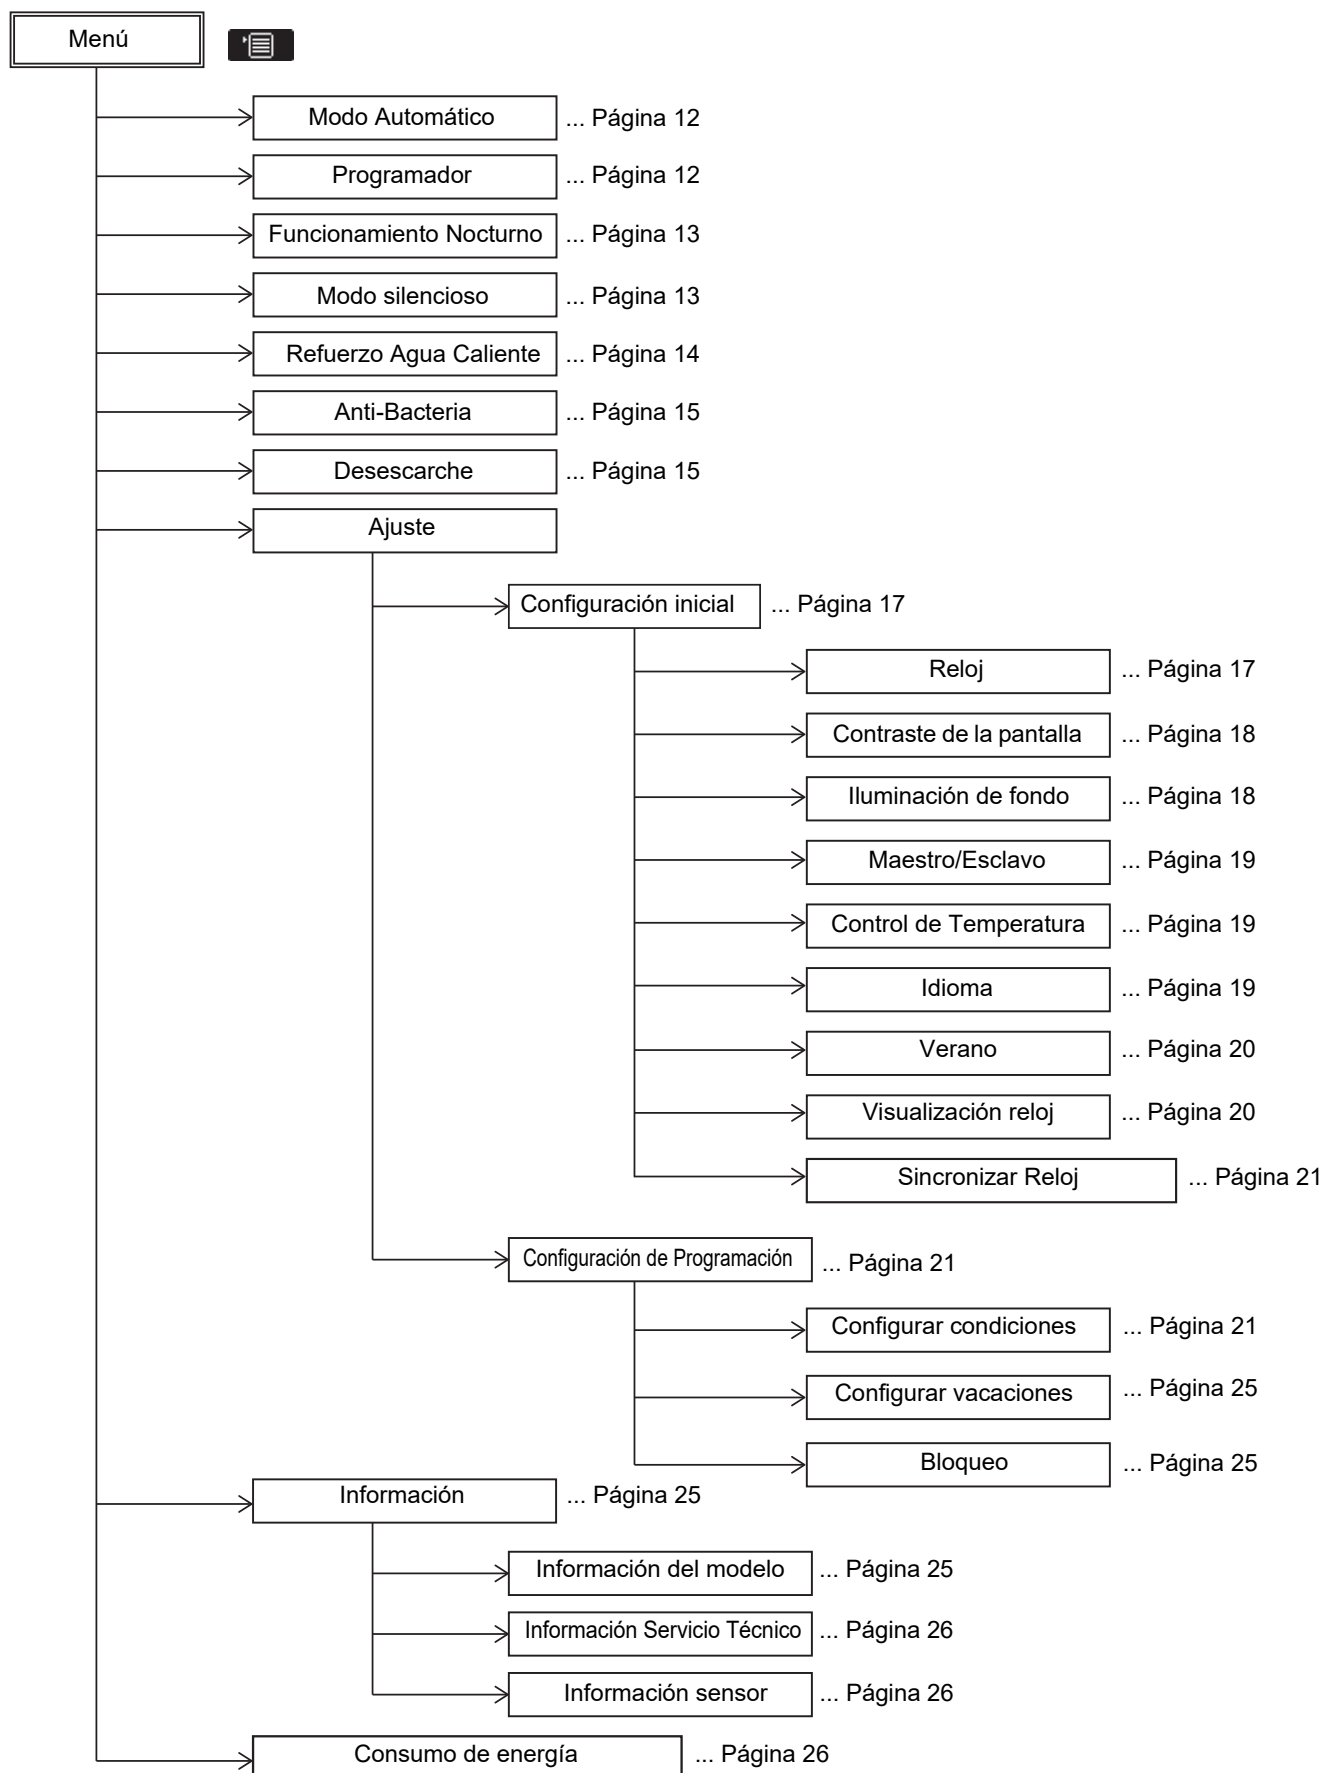 Menú
Modo Automático ... Página 12
Programador ... Página 12
Funcionamiento Nocturno ... Página 13
Modo silencioso ... Página 13
Refuerzo Agua Caliente ... Página 14
Anti-Bacteria ... Página 15
Desescarche ... Página 15
Ajuste
Configuración inicial ... Página 17
Reloj ... Página 17
Contraste de la pantalla ... Página 18
Iluminación de fondo ... Página 18
Maestro/Esclavo ... Página 19
Control de Temperatura ... Página 19
Idioma ... Página 19
Verano ... Página 20
Visualización reloj ... Página 20
Sincronizar Reloj ... Página 21
Configuración de Programación ... Página 21
Configurar condiciones ... Página 21
Configurar vacaciones ... Página 25
Bloqueo ... Página 25
Información ... Página 25
Información del modelo ... Página 25
Información Servicio Técnico ... Página 26
Información sensor ... Página 26
Consumo de energía ... Página 26